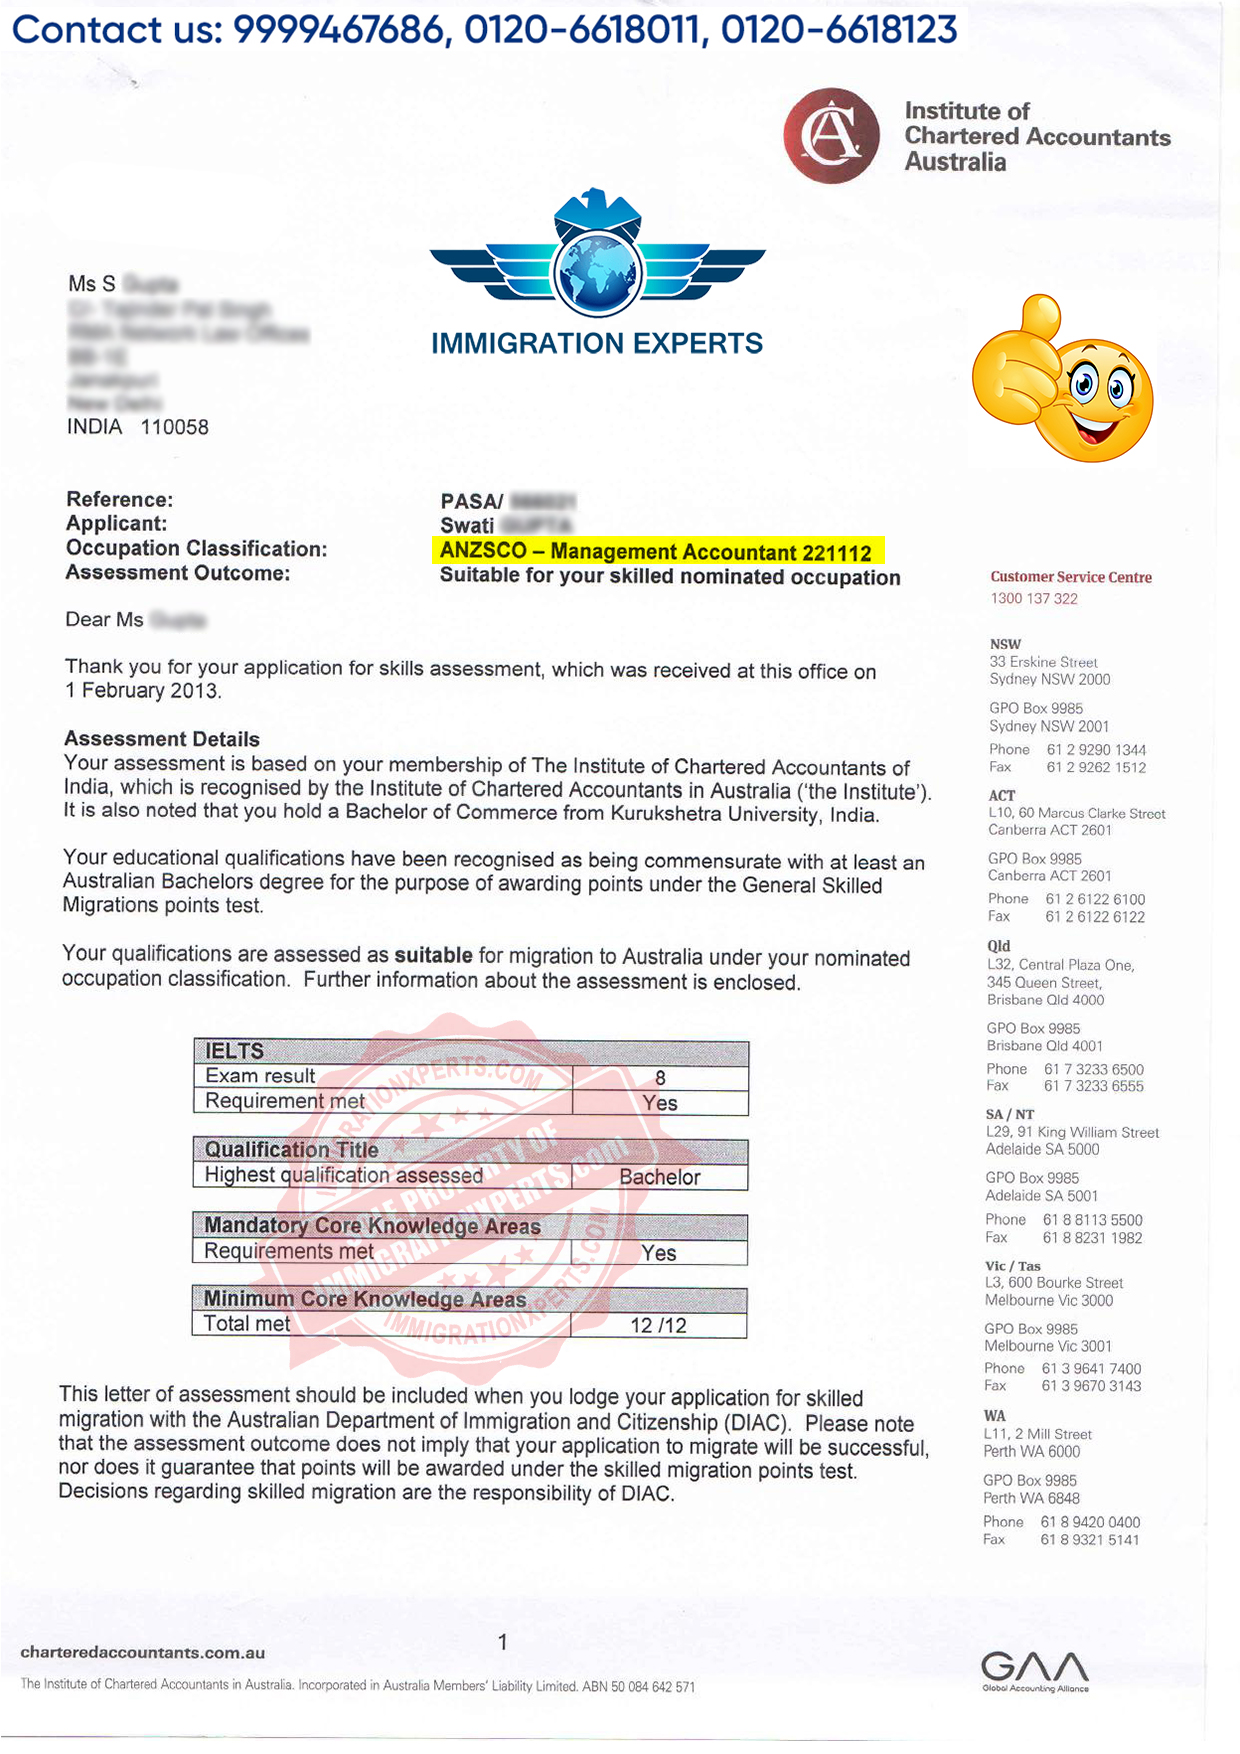 Contact us: 9999467686, 0120-6618011, 0120-6618123
CA
Institute of
Chartered Accountants
Australia
IMMIGRATION EXPERTS
Ms S
INDIA 110058
Reference: PASA/
Applicant: Swati
Occupation Classification: ANZSCO – Management Accountant 221112
Assessment Outcome: Suitable for your skilled nominated occupation
Dear Ms
Thank you for your application for skills assessment, which was received at this office on
1 February 2013.
Assessment Details
Your assessment is based on your membership of The Institute of Chartered Accountants of
India, which is recognised by the Institute of Chartered Accountants in Australia (‘the Institute’).
It is also noted that you hold a Bachelor of Commerce from Kurukshetra University, India.
Your educational qualifications have been recognised as being commensurate with at least an
Australian Bachelors degree for the purpose of awarding points under the General Skilled
Migrations points test.
Your qualifications are assessed as suitable for migration to Australia under your nominated
occupation classification. Further information about the assessment is enclosed.
IELTS
Exam result 8
Requirement met Yes
Qualification Title
Highest qualification assessed Bachelor
Mandatory Core Knowledge Areas
Requirements met Yes
Minimum Core Knowledge Areas
Total met 12 /12
IMMIGRATIONXPERTS.COM
SOLE PROPERTY OF
IMMIGRATIONXPERTS.com
IMMIGRATIONXPERTS.COM
This letter of assessment should be included when you lodge your application for skilled
migration with the Australian Department of Immigration and Citizenship (DIAC). Please note
that the assessment outcome does not imply that your application to migrate will be successful,
nor does it guarantee that points will be awarded under the skilled migration points test.
Decisions regarding skilled migration are the responsibility of DIAC.
Customer Service Centre
1300 137 322
NSW
33 Erskine Street
Sydney NSW 2000
GPO Box 9985
Sydney NSW 2001
Phone 61 2 9290 1344
Fax 61 2 9262 1512
ACT
L10, 60 Marcus Clarke Street
Canberra ACT 2601
GPO Box 9985
Canberra ACT 2601
Phone 61 2 6122 6100
Fax 61 2 6122 6122
Qld
L32, Central Plaza One,
345 Queen Street,
Brisbane Qld 4000
GPO Box 9985
Brisbane Qld 4001
Phone 61 7 3233 6500
Fax 61 7 3233 6555
SA / NT
L29, 91 King William Street
Adelaide SA 5000
GPO Box 9985
Adelaide SA 5001
Phone 61 8 8113 5500
Fax 61 8 8231 1982
Vic / Tas
L3, 600 Bourke Street
Melbourne Vic 3000
GPO Box 9985
Melbourne Vic 3001
Phone 61 3 9641 7400
Fax 61 3 9670 3143
WA
L11, 2 Mill Street
Perth WA 6000
GPO Box 9985
Perth WA 6848
Phone 61 8 9420 0400
Fax 61 8 9321 5141
1
chartereda​ccountants.com.au
The Institute of Chartered Accountants in Australia. Incorporated in Australia Members’ Liability Limited. ABN 50 084 642 571
GAA
Global Accounting Alliance